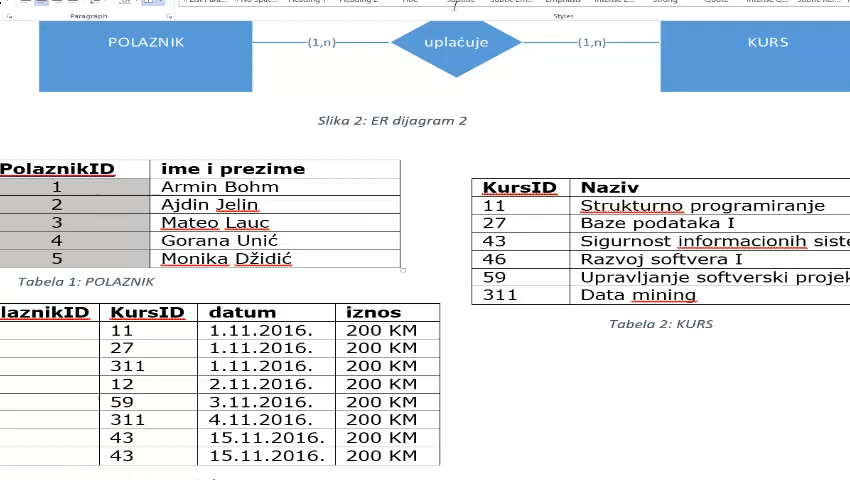 Paragraph
Styles
POLAZNIK (1,n) uplaćuje (1,n) KURS
Slika 2: ER dijagram 2
PolaznikID ime i prezime
1 Armin Bohm
2 Ajdin Jelin
3 Mateo Lauc
4 Gorana Unić
5 Monika Džidić
Tabela 1: POLAZNIK
KursID Naziv
11 Strukturno programiranje
27 Baze podataka I
43 Sigurnost informacionih siste
46 Razvoj softvera I
59 Upravljanje softverski projek
311 Data mining
Tabela 2: KURS
laznikID KursID datum iznos
11 1.11.2016. 200 KM
27 1.11.2016. 200 KM
311 1.11.2016. 200 KM
12 2.11.2016. 200 KM
59 3.11.2016. 200 KM
311 4.11.2016. 200 KM
43 15.11.2016. 200 KM
43 15.11.2016. 200 KM